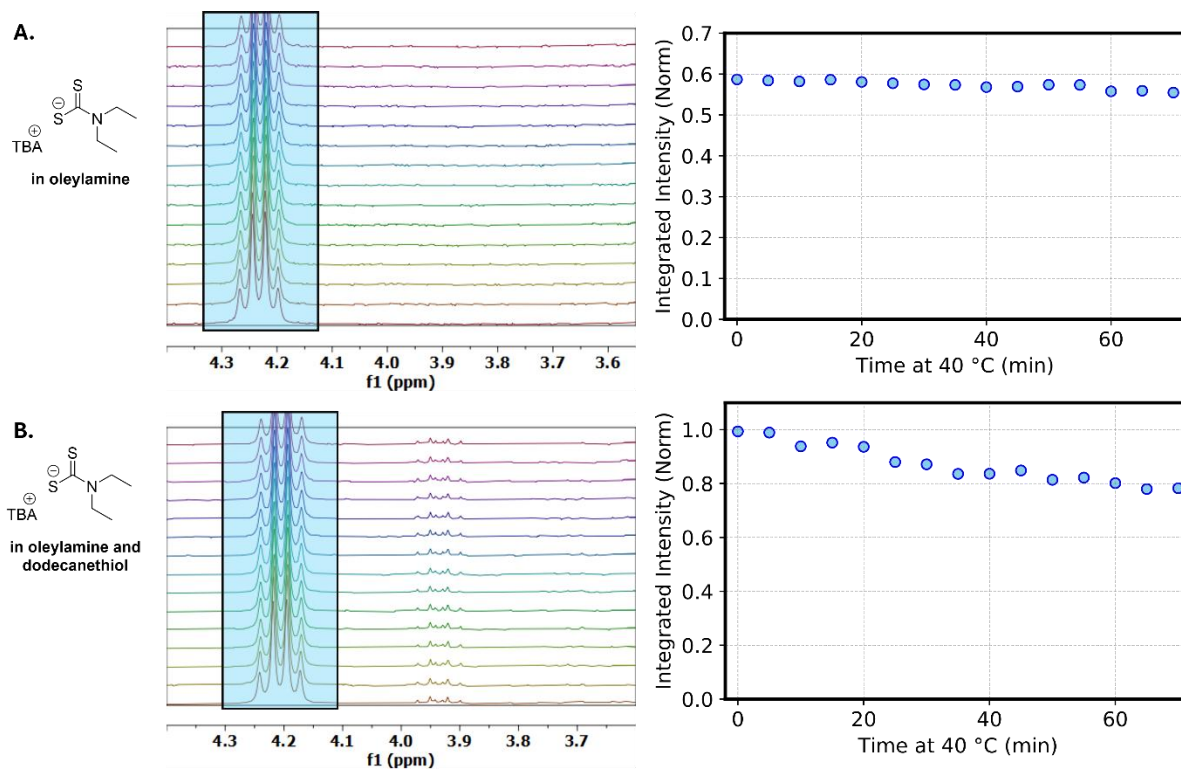 A.
S
⊖
S
N
⊕
TBA
in oleylamine
4.3 4.2 4.1 4.0 3.9 3.8 3.7 3.6
f1 (ppm)
Integrated Intensity (Norm)
0.7
0.6
0.5
0.4
0.3
0.2
0.1
0.0
0 20 40 60
Time at 40 °C (min)
B.
S
⊖
S
N
⊕
TBA
in oleylamine and
dodecanethiol
4.3 4.2 4.1 4.0 3.9 3.8 3.7
f1 (ppm)
Integrated Intensity (Norm)
1.0
0.8
0.6
0.4
0.2
0.0
0 20 40 60
Time at 40 °C (min)